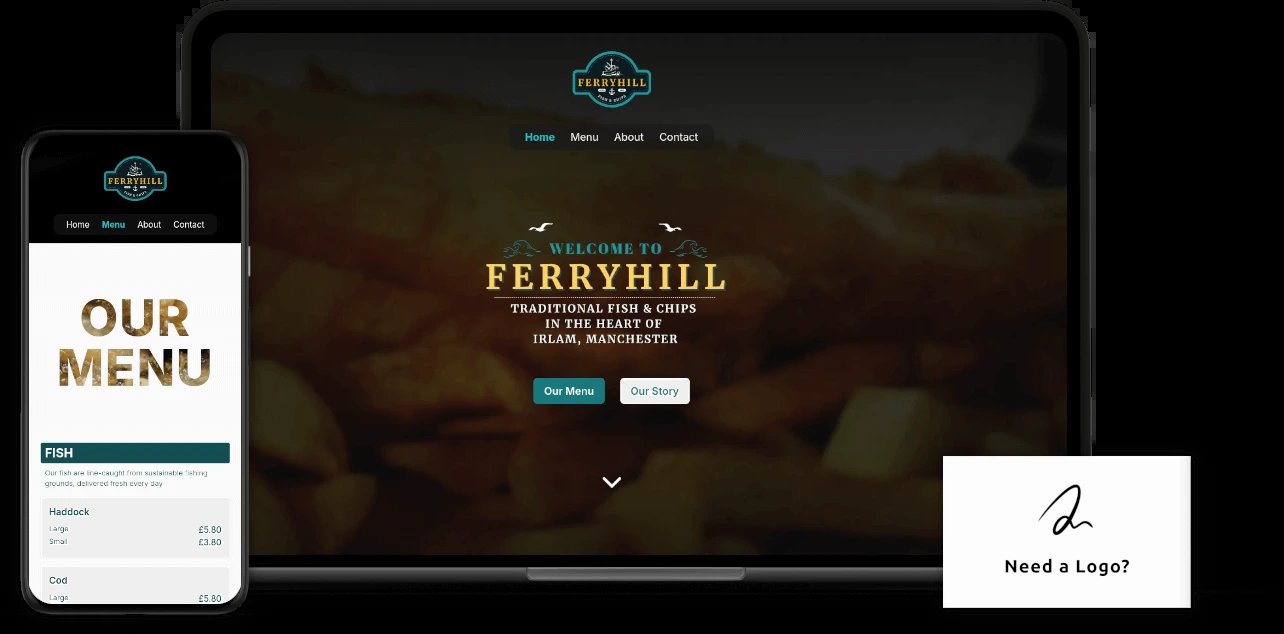 FERRYHILL
FISH & CHIPS
Home Menu About Contact
WELCOME TO
FERRYHILL
TRADITIONAL FISH & CHIPS
IN THE HEART OF
IRLAM, MANCHESTER
Our Menu Our Story
FERRYHILL
FISH & CHIPS
Home Menu About Contact
OUR
MENU
FISH
Our fish are line-caught from sustainable fishing
grounds, delivered fresh every day
Haddock
Large £5.80
Small £3.80
Cod
Large £5.80
Need a Logo?